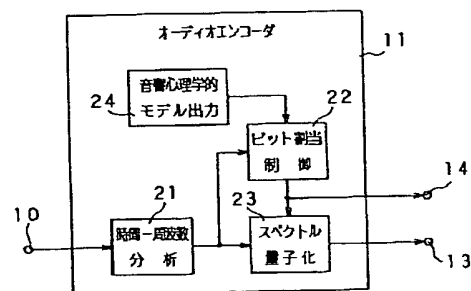 オーディオエンコーダ
11
音響心理学的
モデル出力
24
22
ビット割当
制御
14
10
21
時間－周波数
分析
23
スペクトル
量子化
13